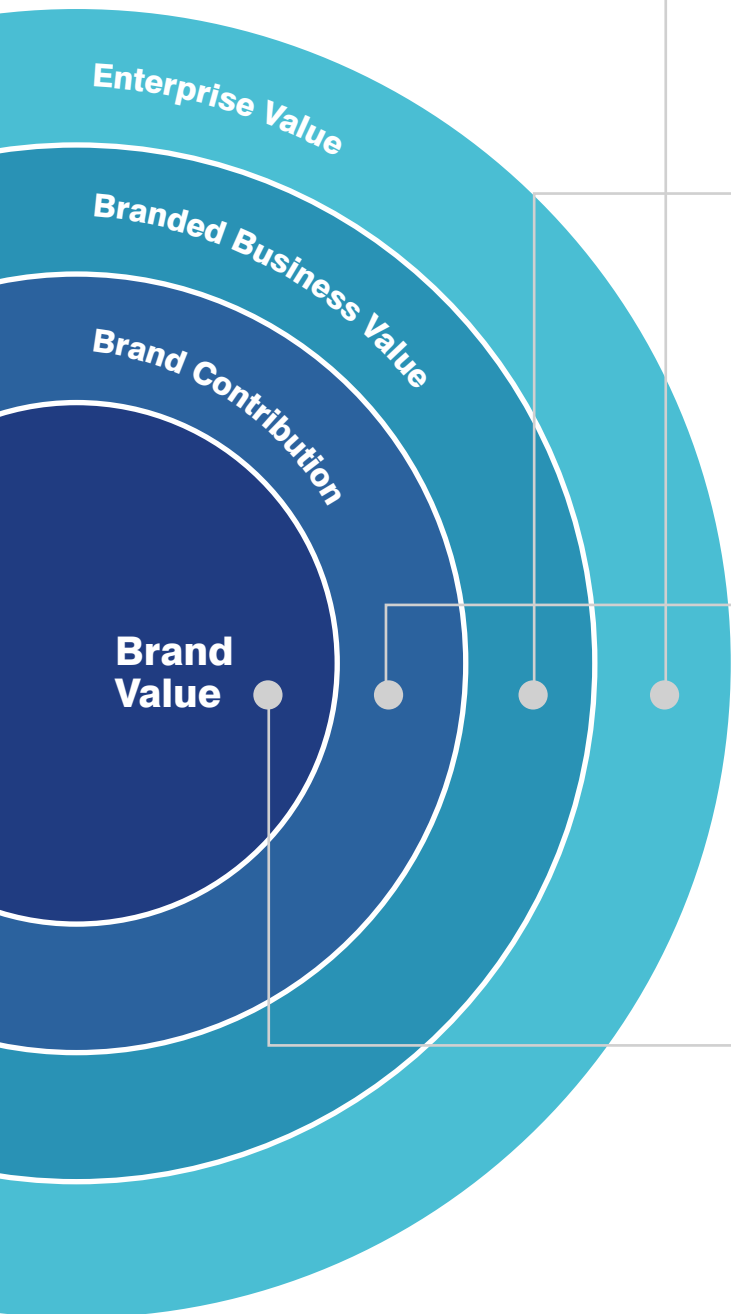 Enterprise Value
Branded Business Value
Brand Contribution
Brand
Value